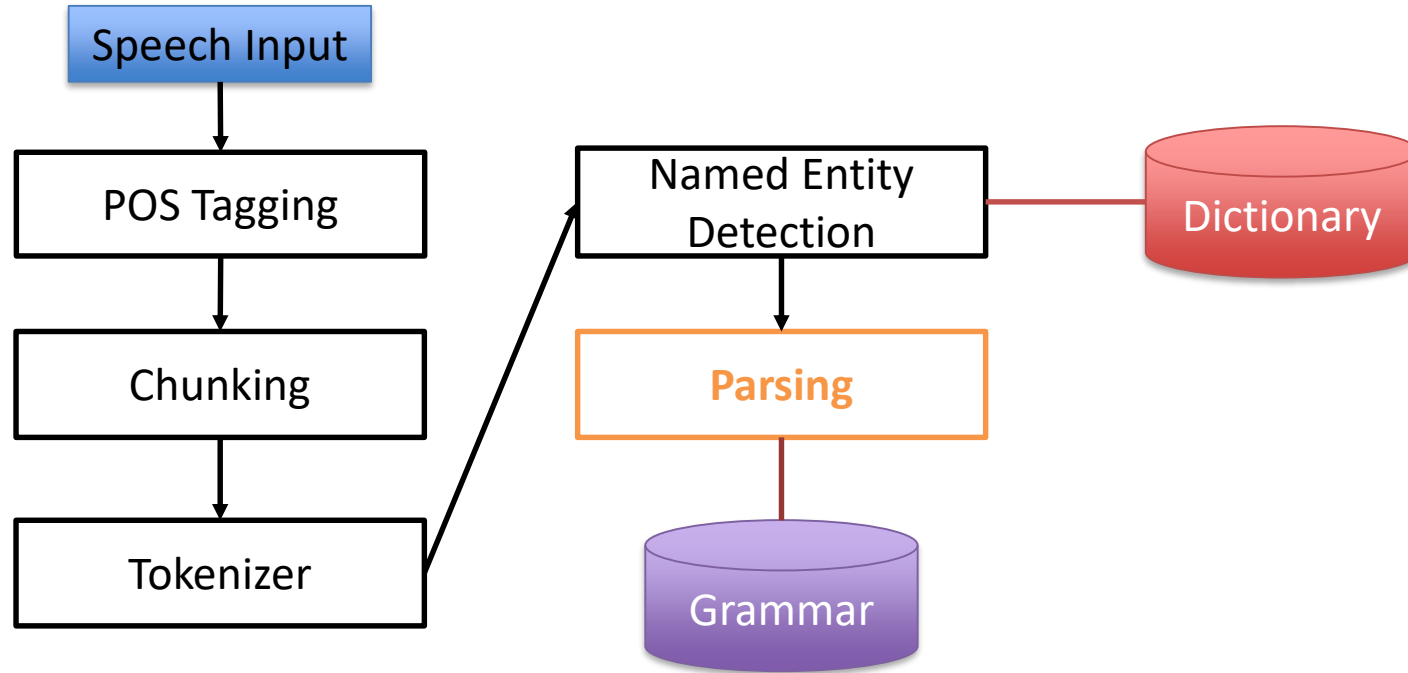 Speech Input
POS Tagging
Chunking
Tokenizer
Named Entity
Detection
Parsing
Grammar
Dictionary